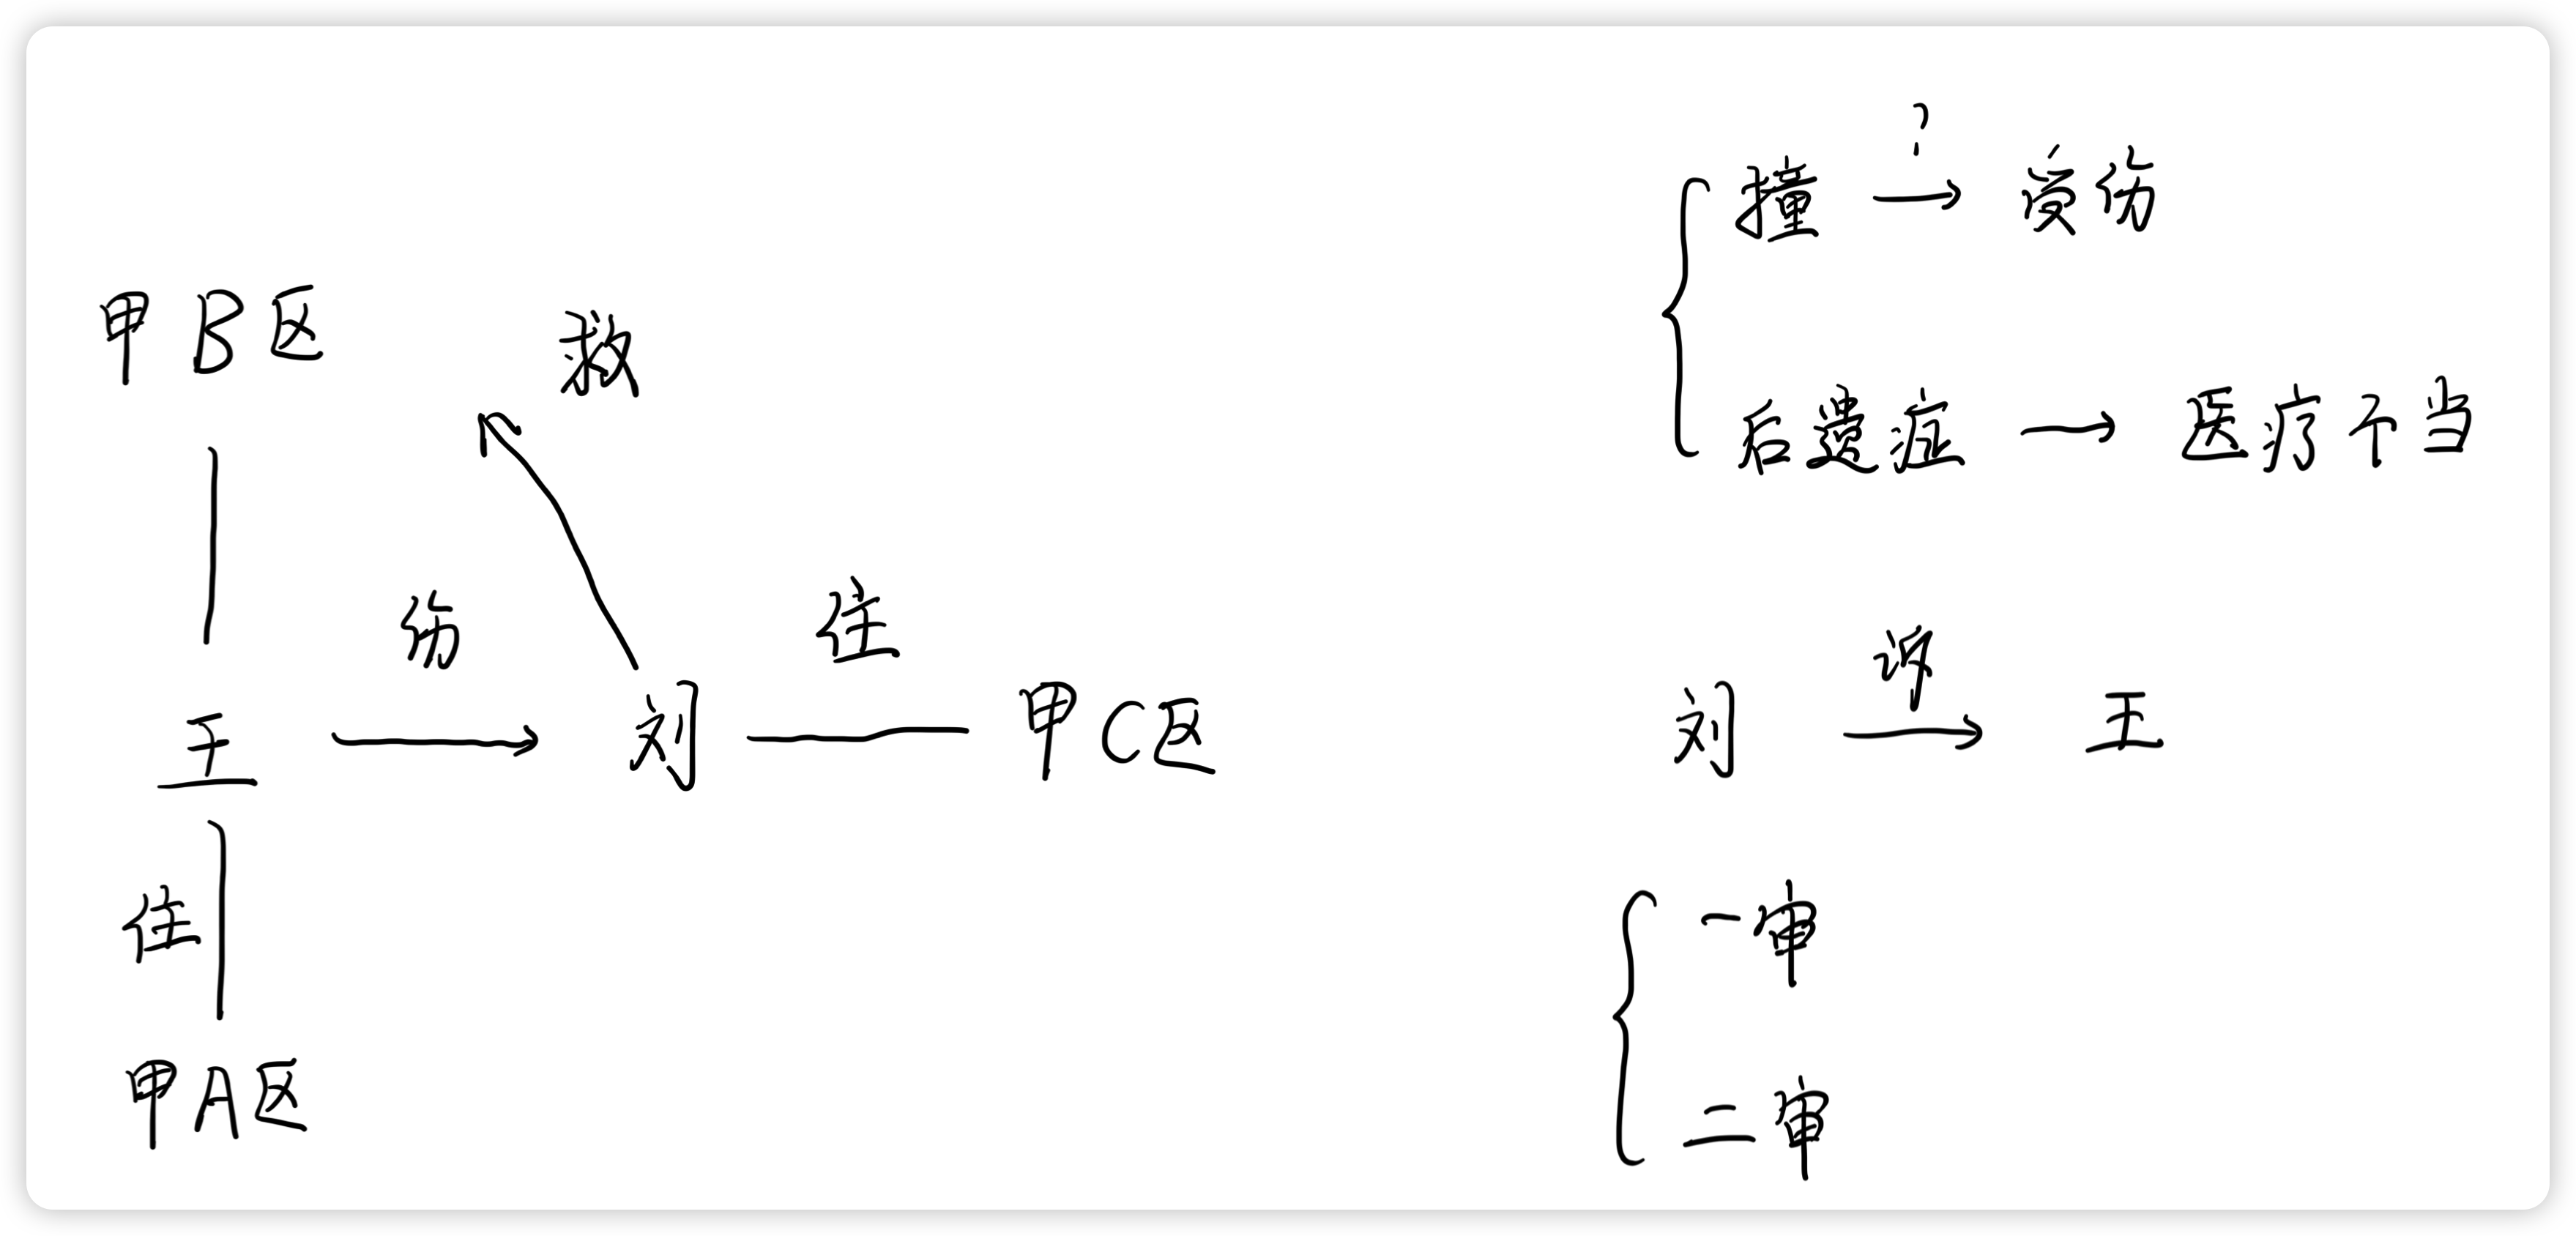 甲B区
救
伤
住
王
刘
甲C区
住
甲A区
撞 ? 受伤
后遗症 医疗不当
刘 诉 王
一审
二审